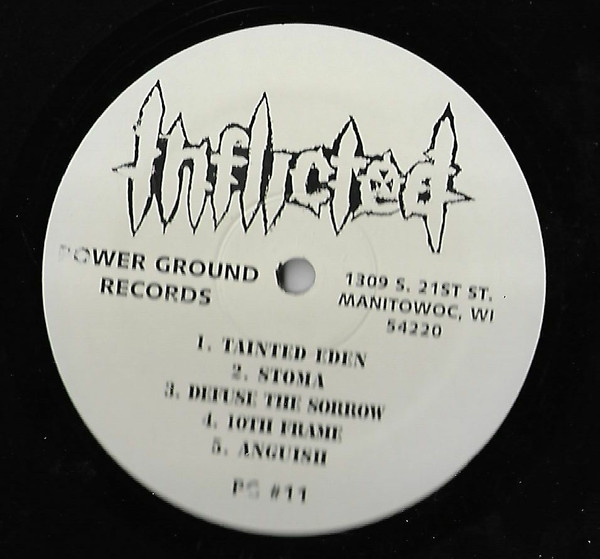 Inflicted
POWER GROUND
RECORDS
1309 S. 21ST ST.
MANITOWOC, WI
54220
1. TAINTED EDEN
2. STOMA
3. DEFUSE THE SORROW
4. 10TH FRAME
5. ANGUISH
PG #11